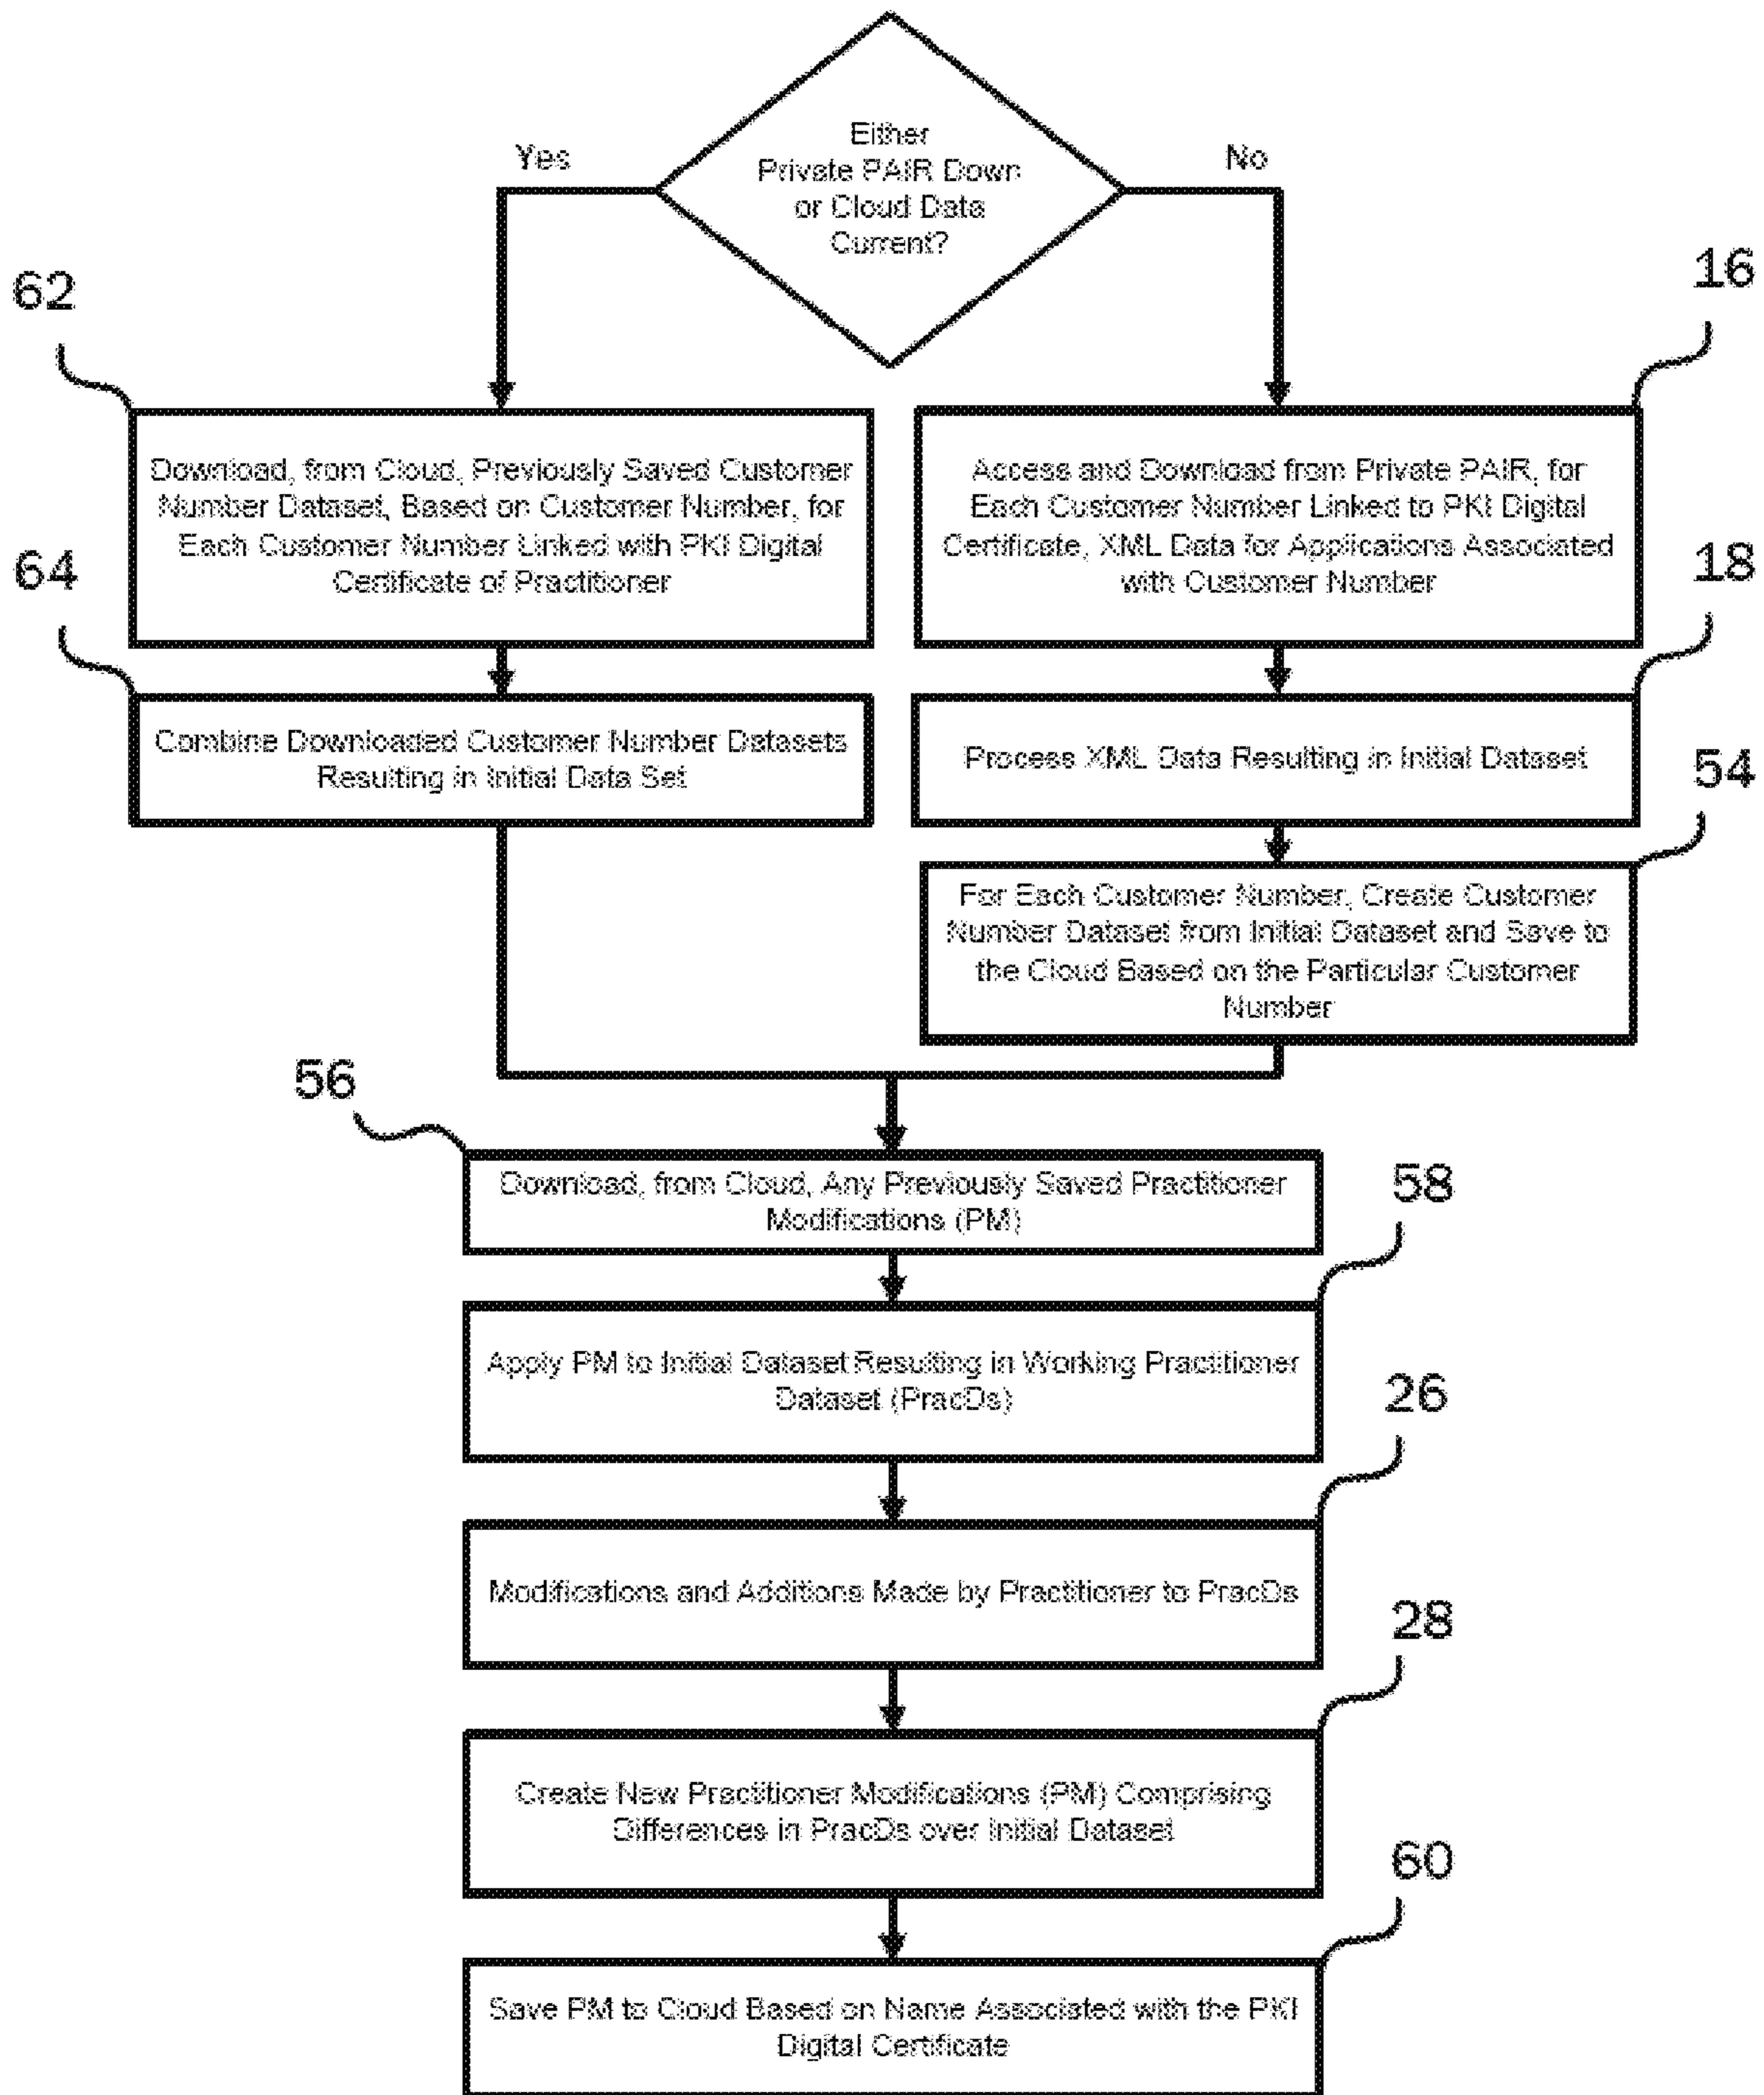 Either
Private PAIR Down
or Cloud Data
Current?
Yes
No
62
16
Download, from Cloud, Previously Saved Customer
Number Dataset, Based on Customer Number, for
Each Customer Number Linked with PKI Digital
Certificate of Practitioner
Access and Download from Private PAIR, for
Each Customer Number Linked to PKI Digital
Certificate, XML Data for Applications Associated
with Customer Number
64
18
Combine Downloaded Customer Number Datasets
Resulting in Initial Data Set
Process XML Data Resulting in Initial Dataset
54
For Each Customer Number, Create Customer
Number Dataset from Initial Dataset and Save to
the Cloud Based on the Particular Customer
Number
56
Download, from Cloud, Any Previously Saved Practitioner
Modifications (PM)
58
Apply PM to Initial Dataset Resulting in Working Practitioner
Dataset (PracDs)
26
Modifications and Additions Made by Practitioner to PracDs
28
Create New Practitioner Modifications (PM) Comprising
Differences in PracDs over Initial Dataset
60
Save PM to Cloud Based on Name Associated with the PKI
Digital Certificate